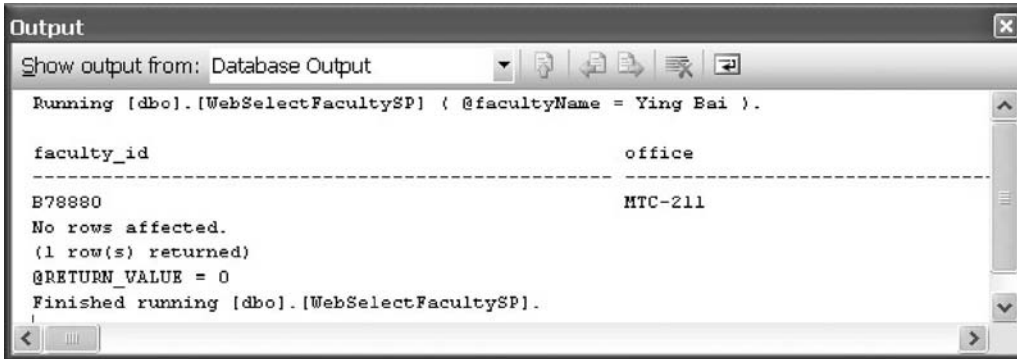 Output
Show output from: Database Output
Running [dbo].[WebSelectFacultySP] ( @facultyName = Ying Bai ).
faculty_id office
B78880 MTC-211
No rows affected.
(1 row(s) returned)
@RETURN_VALUE = 0
Finished running [dbo].[WebSelectFacultySP].